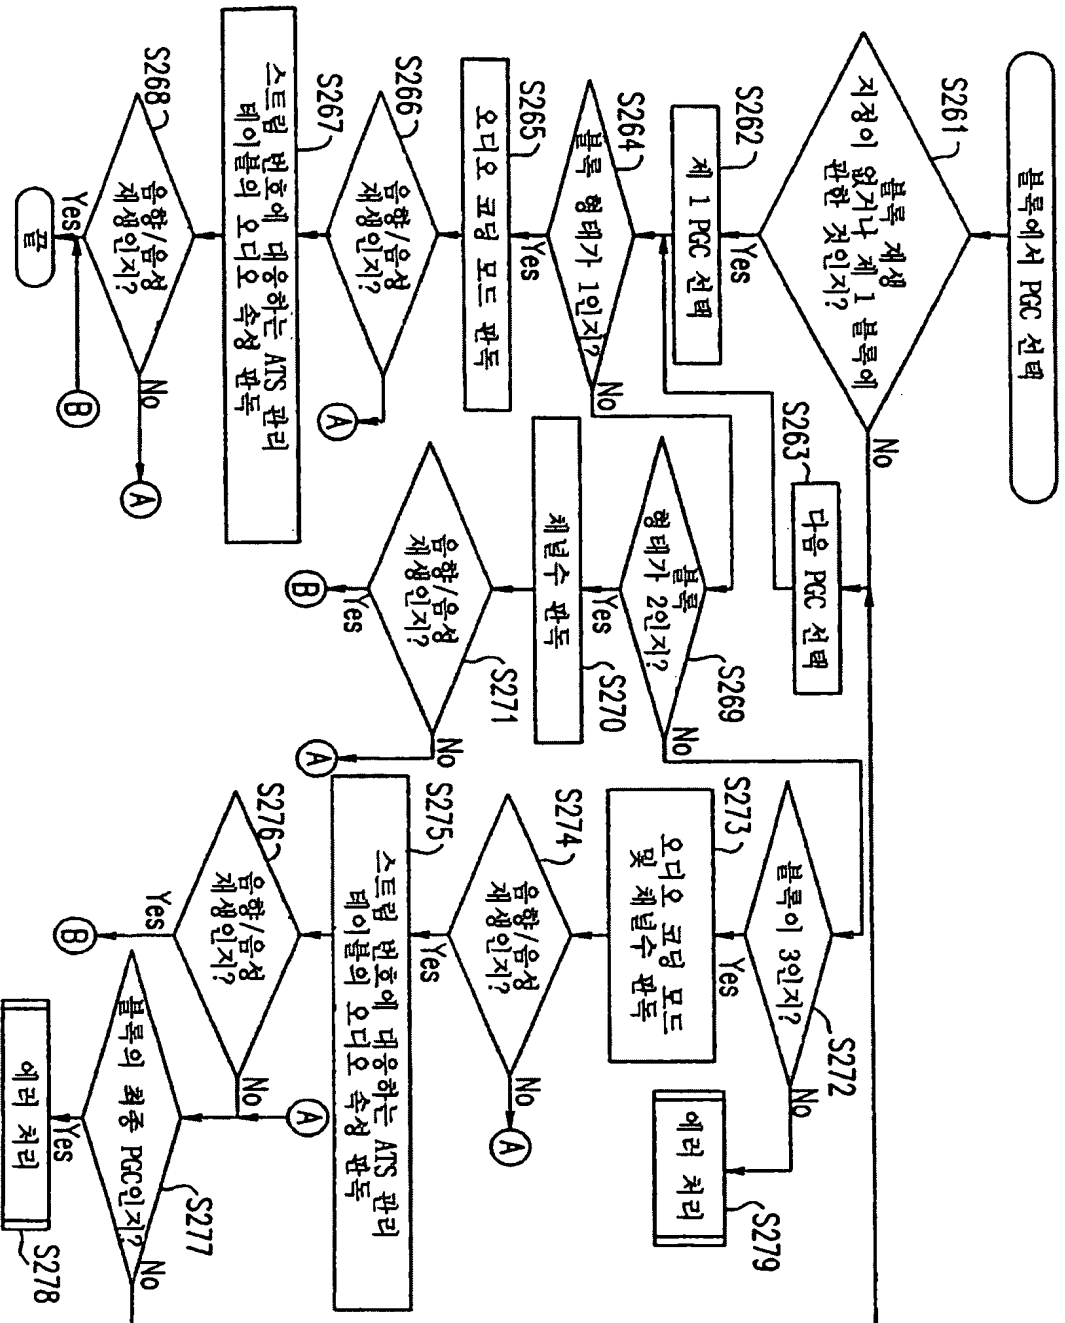 블록에서 PGC 선택
S261
블록 재생
지정이 없거나 제 1 블록에
관한 것인지?
Yes
No
S262
제 1 PGC 선택
S263
다음 PGC 선택
S264
블록 형태가 1인지?
Yes
No
S265
오디오 코딩 모드 판독
S266
음향/음성
재생인지?
A
S267
스트림 번호에 대응하는 ATS 관리
테이블의 오디오 속성 판독
S268
음향/음성
재생인지?
Yes
No
A
B
끝
블록
형태가 2인지?
S269
Yes
No
채널수 판독
S270
음향/음성
재생인지?
S271
Yes
No
B
A
블록이 3인지?
S272
Yes
No
S273
오디오 코딩 모드
및 채널수 판독
에러 처리
S279
S274
음향/음성
재생인지?
Yes
No
A
S275
스트림 번호에 대응하는 ATS 관리
테이블의 오디오 속성 판독
S276
음향/음성
재생인지?
Yes
No
B
A
블록의 최종 PGC인지?
S277
Yes
No
에러 처리
S278